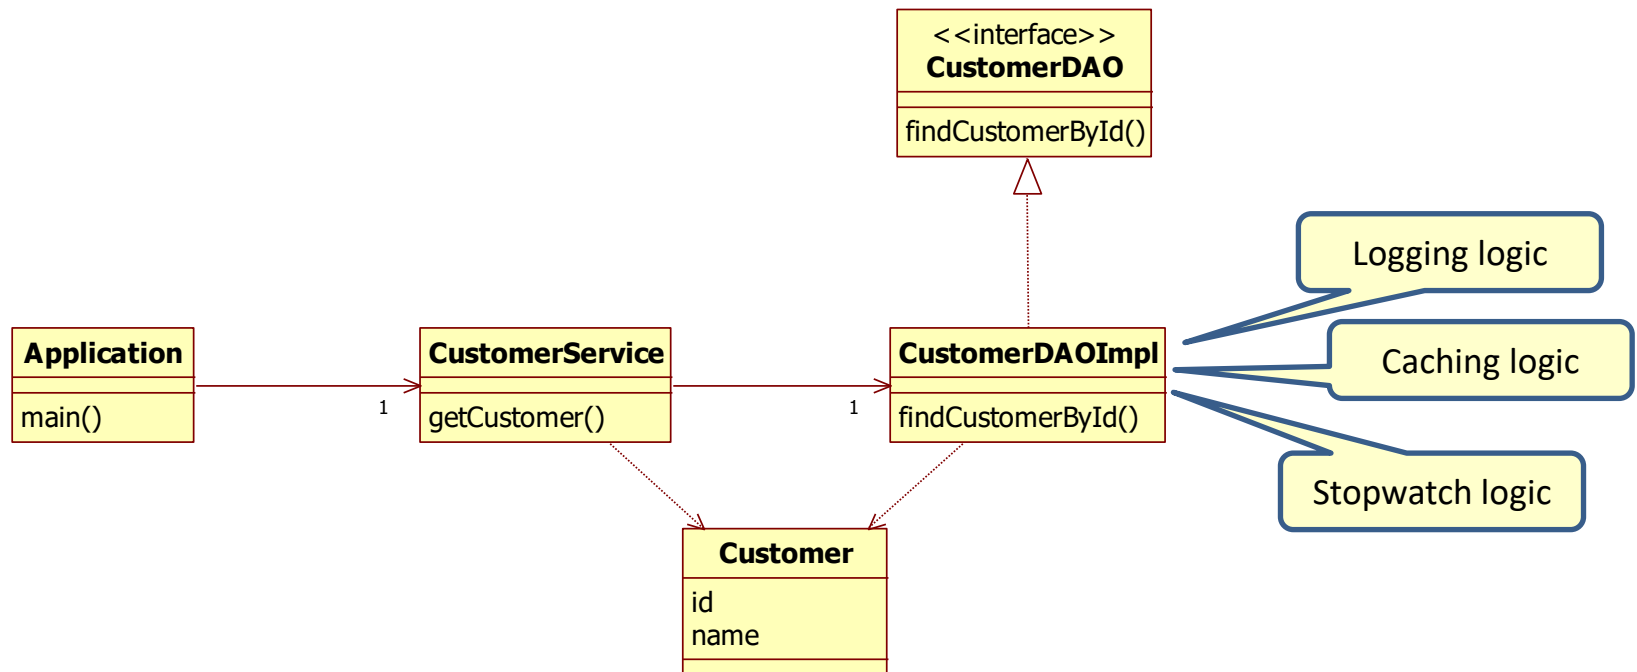 <<interface>>
CustomerDAO
findCustomerById()
Logging logic
Application
main()
1
CustomerService
getCustomer()
1
CustomerDAOImpl
findCustomerById()
Caching logic
Stopwatch logic
Customer
id
name